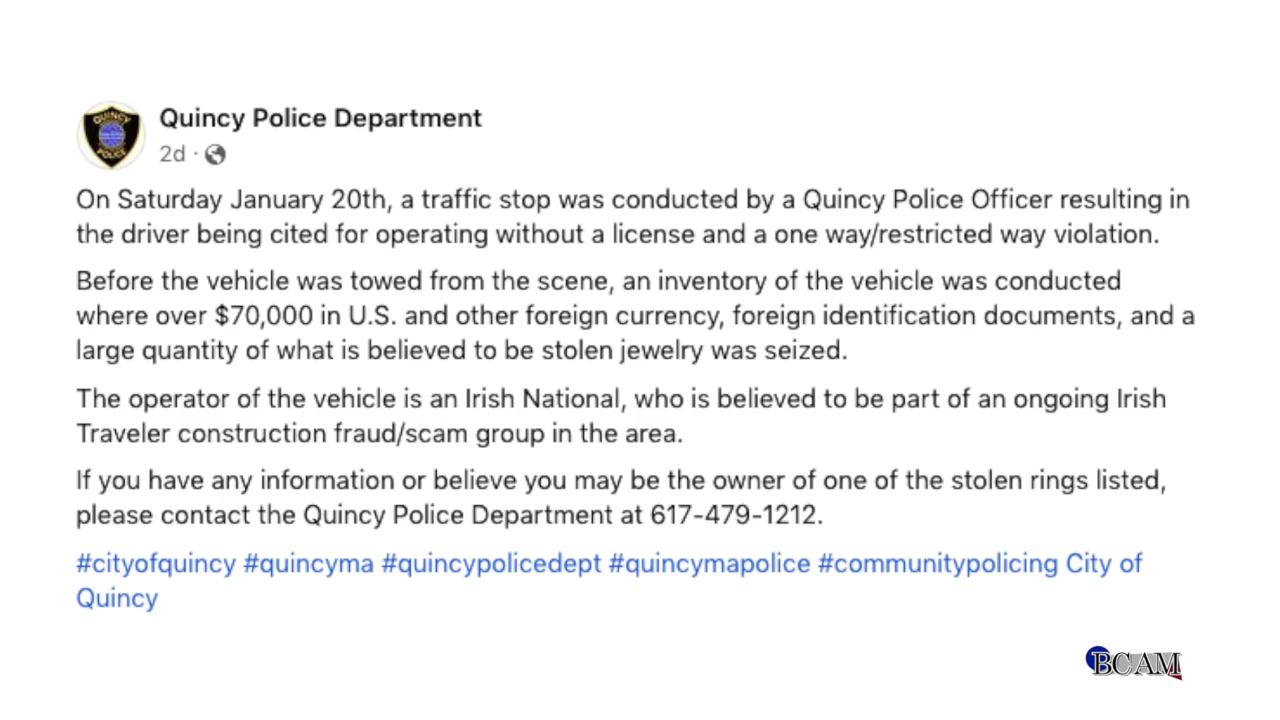 QUINCY
POLICE
Quincy Police Department
2d ·
On Saturday January 20th, a traffic stop was conducted by a Quincy Police Officer resulting in
the driver being cited for operating without a license and a one way/restricted way violation.
Before the vehicle was towed from the scene, an inventory of the vehicle was conducted
where over $70,000 in U.S. and other foreign currency, foreign identification documents, and a
large quantity of what is believed to be stolen jewelry was seized.
The operator of the vehicle is an Irish National, who is believed to be part of an ongoing Irish
Traveler construction fraud/scam group in the area.
If you have any information or believe you may be the owner of one of the stolen rings listed,
please contact the Quincy Police Department at 617-479-1212.
#cityofquincy #quincyma #quincypolicedept #quincymapolice #communitypolicing City of
Quincy
BCAM